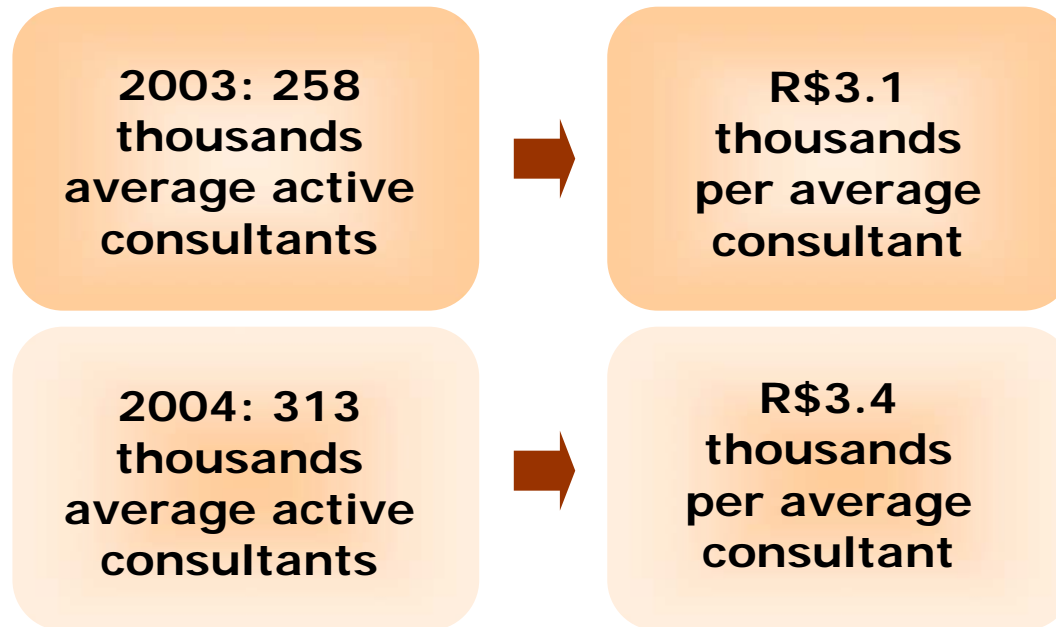 2003: 258
thousands
average active
consultants
R$3.1
thousands
per average
consultant
2004: 313
thousands
average active
consultants
R$3.4
thousands
per average
consultant